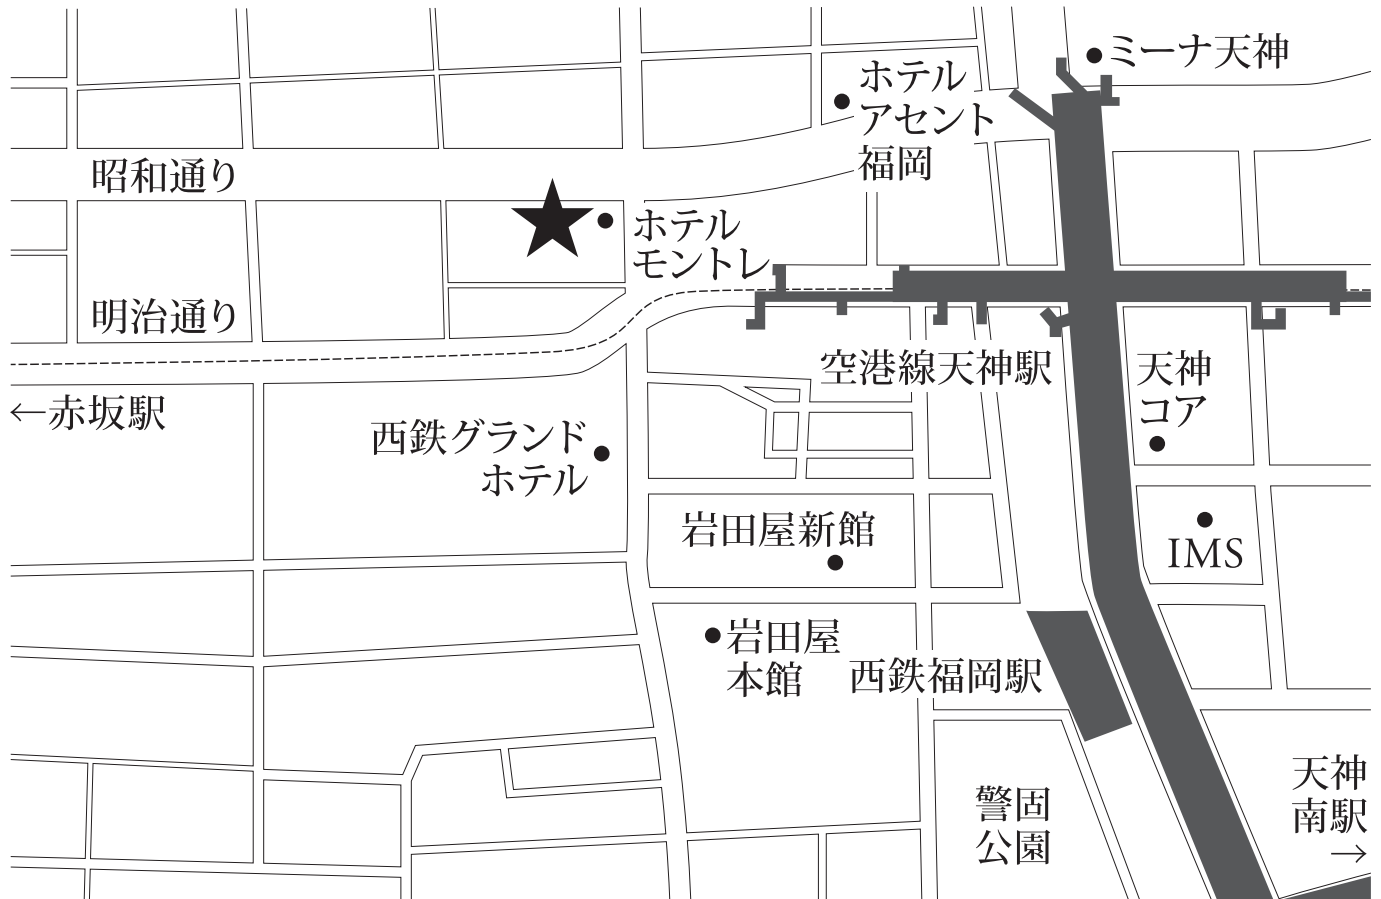 ミーナ天神
ホテル
アセント
福岡
昭和通り
ホテル
モントレ
明治通り
空港線天神駅
天神
コア
←赤坂駅
西鉄グランド
ホテル
岩田屋新館
IMS
岩田屋
本館
西鉄福岡駅
天神
南駅
→
警固
公園